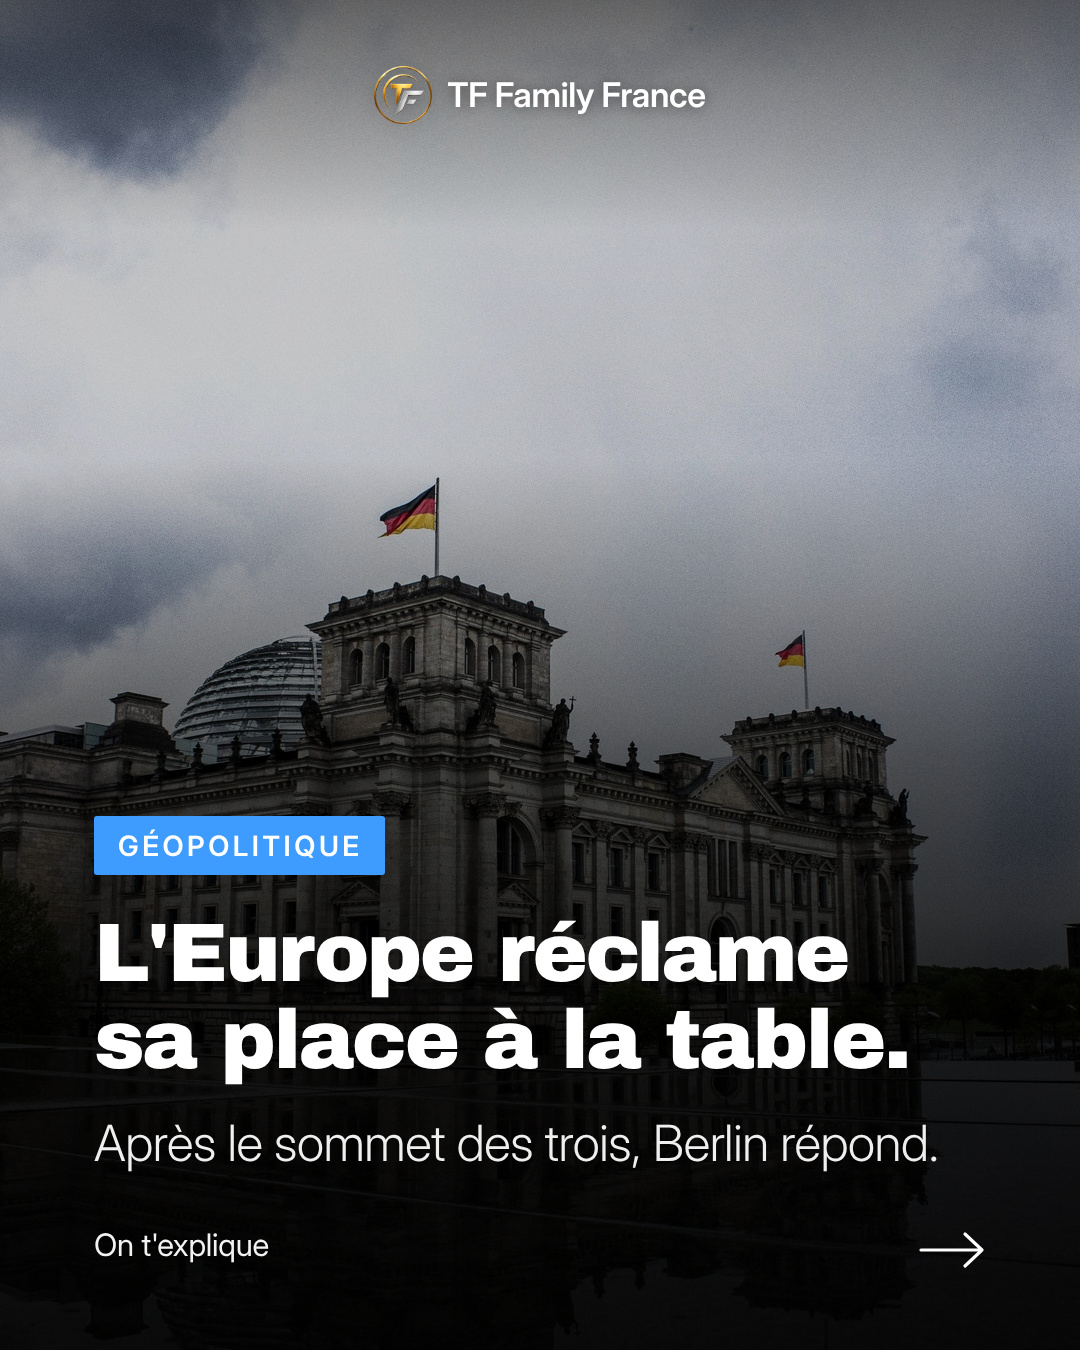 TF Family France
GÉOPOLITIQUE
L'Europe réclame
sa place à la table.
Après le sommet des trois, Berlin répond.
On t'explique